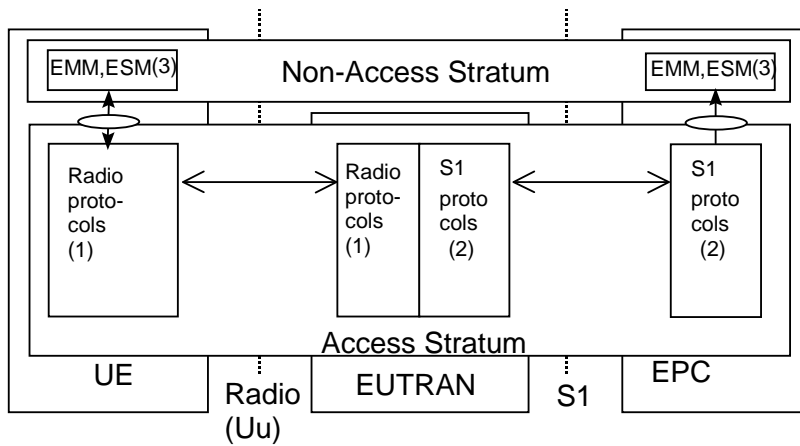 EMM,ESM(3)
Non-Access Stratum
EMM,ESM(3)
Radio
proto-
cols
(1)
Radio
proto-
cols
(1)
S1
proto
cols
(2)
S1
proto
cols
(2)
Access Stratum
UE
Radio
(Uu)
EUTRAN
S1
EPC